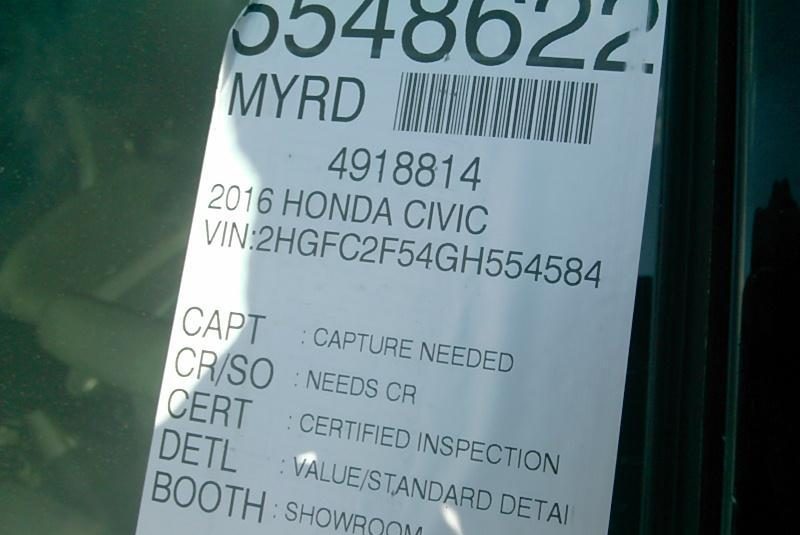 5548622
MYRD
4918814
2016 HONDA CIVIC
VIN:2HGFC2F54GH554584
CAPT : CAPTURE NEEDED
CR/SO : NEEDS CR
CERT : CERTIFIED INSPECTION
DETL : VALUE/STANDARD DETAI
BOOTH : SHOWROOM